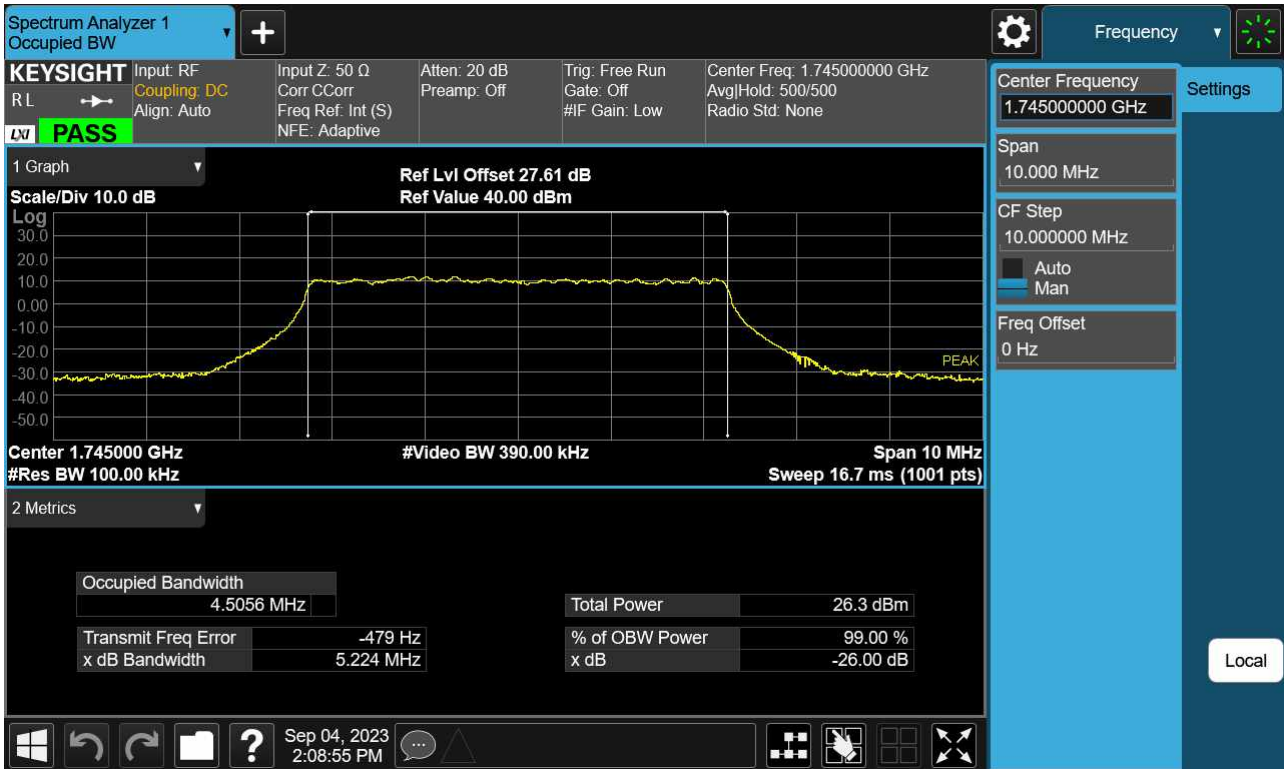 Spectrum Analyzer 1
Occupied BW
▼
+
Frequency ▼
KEYSIGHT
R L
LXI PASS
Input: RF
Coupling: DC
Align: Auto
Input Z: 50 Ω
Corr CCorr
Freq Ref: Int (S)
NFE: Adaptive
Atten: 20 dB
Preamp: Off
Trig: Free Run
Gate: Off
#IF Gain: Low
Center Freq: 1.745000000 GHz
Avg|Hold: 500/500
Radio Std: None
1 Graph ▼
Scale/Div 10.0 dB
Ref Lvl Offset 27.61 dB
Ref Value 40.00 dBm
Log
30.0
20.0
10.0
0.00
-10.0
-20.0
-30.0
-40.0
-50.0
PEAK
Center 1.745000 GHz
#Res BW 100.00 kHz
#Video BW 390.00 kHz
Span 10 MHz
Sweep 16.7 ms (1001 pts)
2 Metrics ▼
Occupied Bandwidth
4.5056 MHz
Transmit Freq Error -479 Hz
x dB Bandwidth 5.224 MHz
Total Power 26.3 dBm
% of OBW Power 99.00 %
x dB -26.00 dB
Center Frequency
1.745000000 GHz
Span
10.000 MHz
CF Step
10.000000 MHz
Auto
Man
Freq Offset
0 Hz
Settings
Local
?
Sep 04, 2023
2:08:55 PM
...